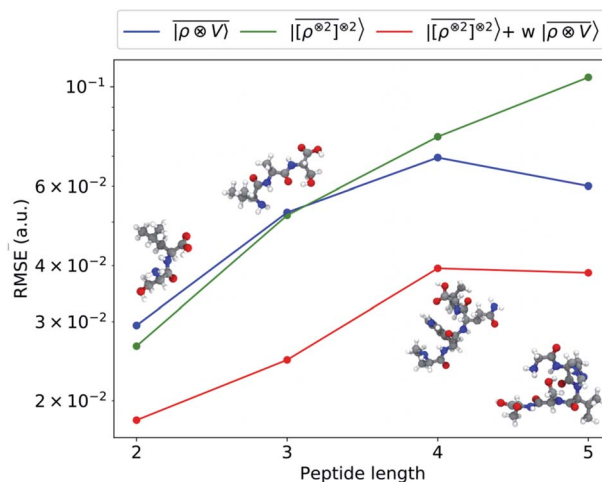 |ρ ⊗ V⟩ |[ρ⊗2]⊗2⟩ |[ρ⊗2]⊗2⟩+ w |ρ ⊗ V⟩
10⁻¹
6 × 10⁻²
4 × 10⁻²
3 × 10⁻²
2 × 10⁻²
RMSE (a.u.)
2 3 4 5
Peptide length